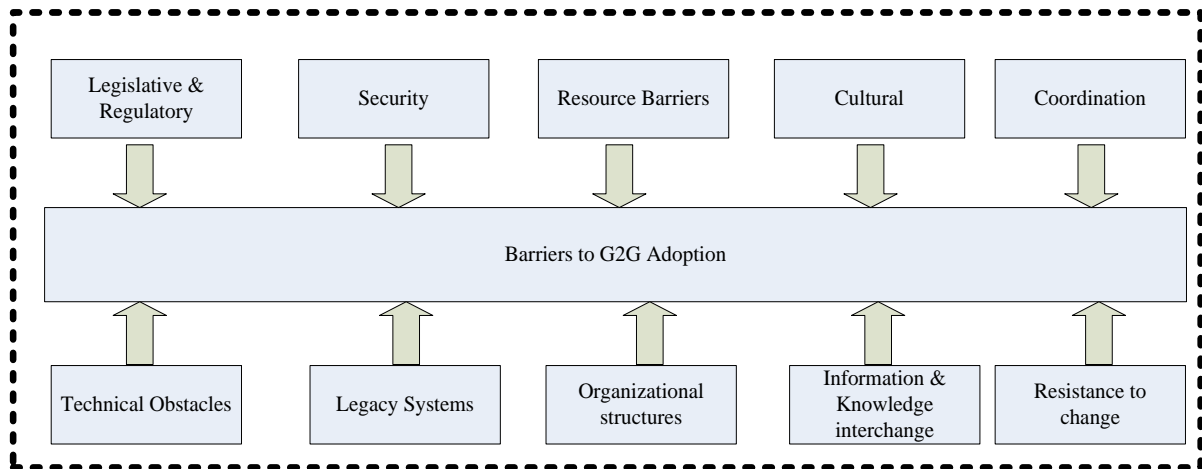 Legislative &
Regulatory
Security
Resource Barriers
Cultural
Coordination
Barriers to G2G Adoption
Technical Obstacles
Legacy Systems
Organizational
structures
Information &
Knowledge
interchange
Resistance to
change